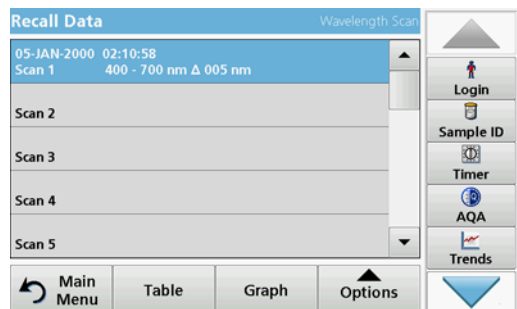 Recall Data
Wavelength Scan
05-JAN-2000 02:10:58
Scan 1 400 - 700 nm Δ 005 nm
Scan 2
Scan 3
Scan 4
Scan 5
Login
Sample ID
Timer
AQA
Trends
Main
Menu
Table
Graph
Options